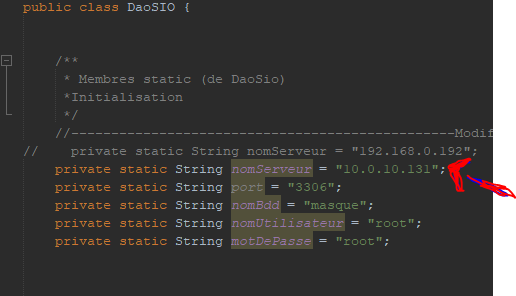 public class DaoSIO {
/**
* Membres static (de DaoSio)
*Initialisation
*/
//------------------------------------------------Modif
// private static String nomServeur = "192.168.0.192";
private static String nomServeur = "10.0.10.131";
private static String port = "3306";
private static String nomBdd = "masque";
private static String nomUtilisateur = "root";
private static String motDePasse = "root";